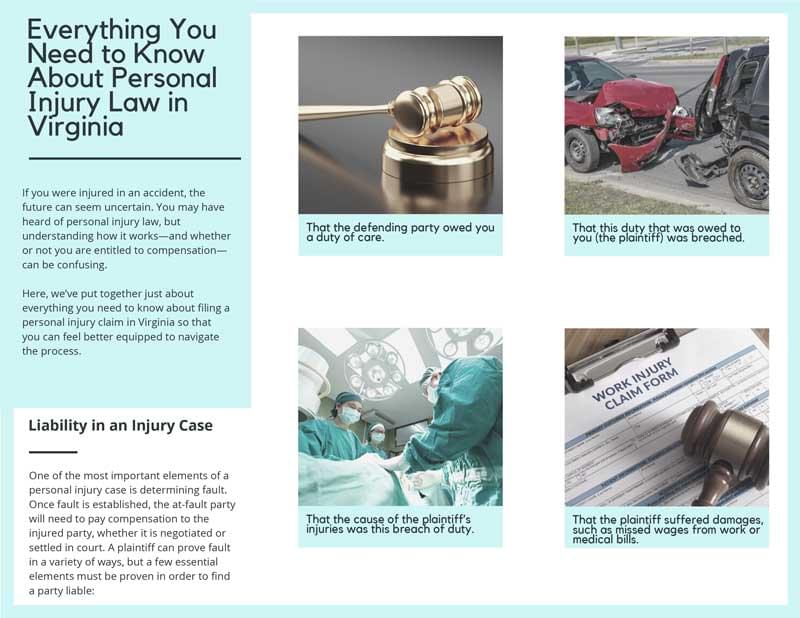 Everything You
Need to Know
About Personal
Injury Law in
Virginia
If you were injured in an accident, the
future can seem uncertain. You may have
heard of personal injury law, but
understanding how it works—and whether
or not you are entitled to compensation—
can be confusing.
Here, we’ve put together just about
everything you need to know about filing a
personal injury claim in Virginia so that
you can feel better equipped to navigate
the process.
Liability in an Injury Case
One of the most important elements of a
personal injury case is determining fault.
Once fault is established, the at-fault party
will need to pay compensation to the
injured party, whether it is negotiated or
settled in court. A plaintiff can prove fault
in a variety of ways, but a few essential
elements must be proven in order to find
a party liable:
That the defending party owed you
a duty of care.
That this duty that was owed to
you (the plaintiff) was breached.
That the cause of the plaintiff’s
injuries was this breach of duty.
WORK INJURY
CLAIM FORM
That the plaintiff suffered damages,
such as missed wages from work or
medical bills.